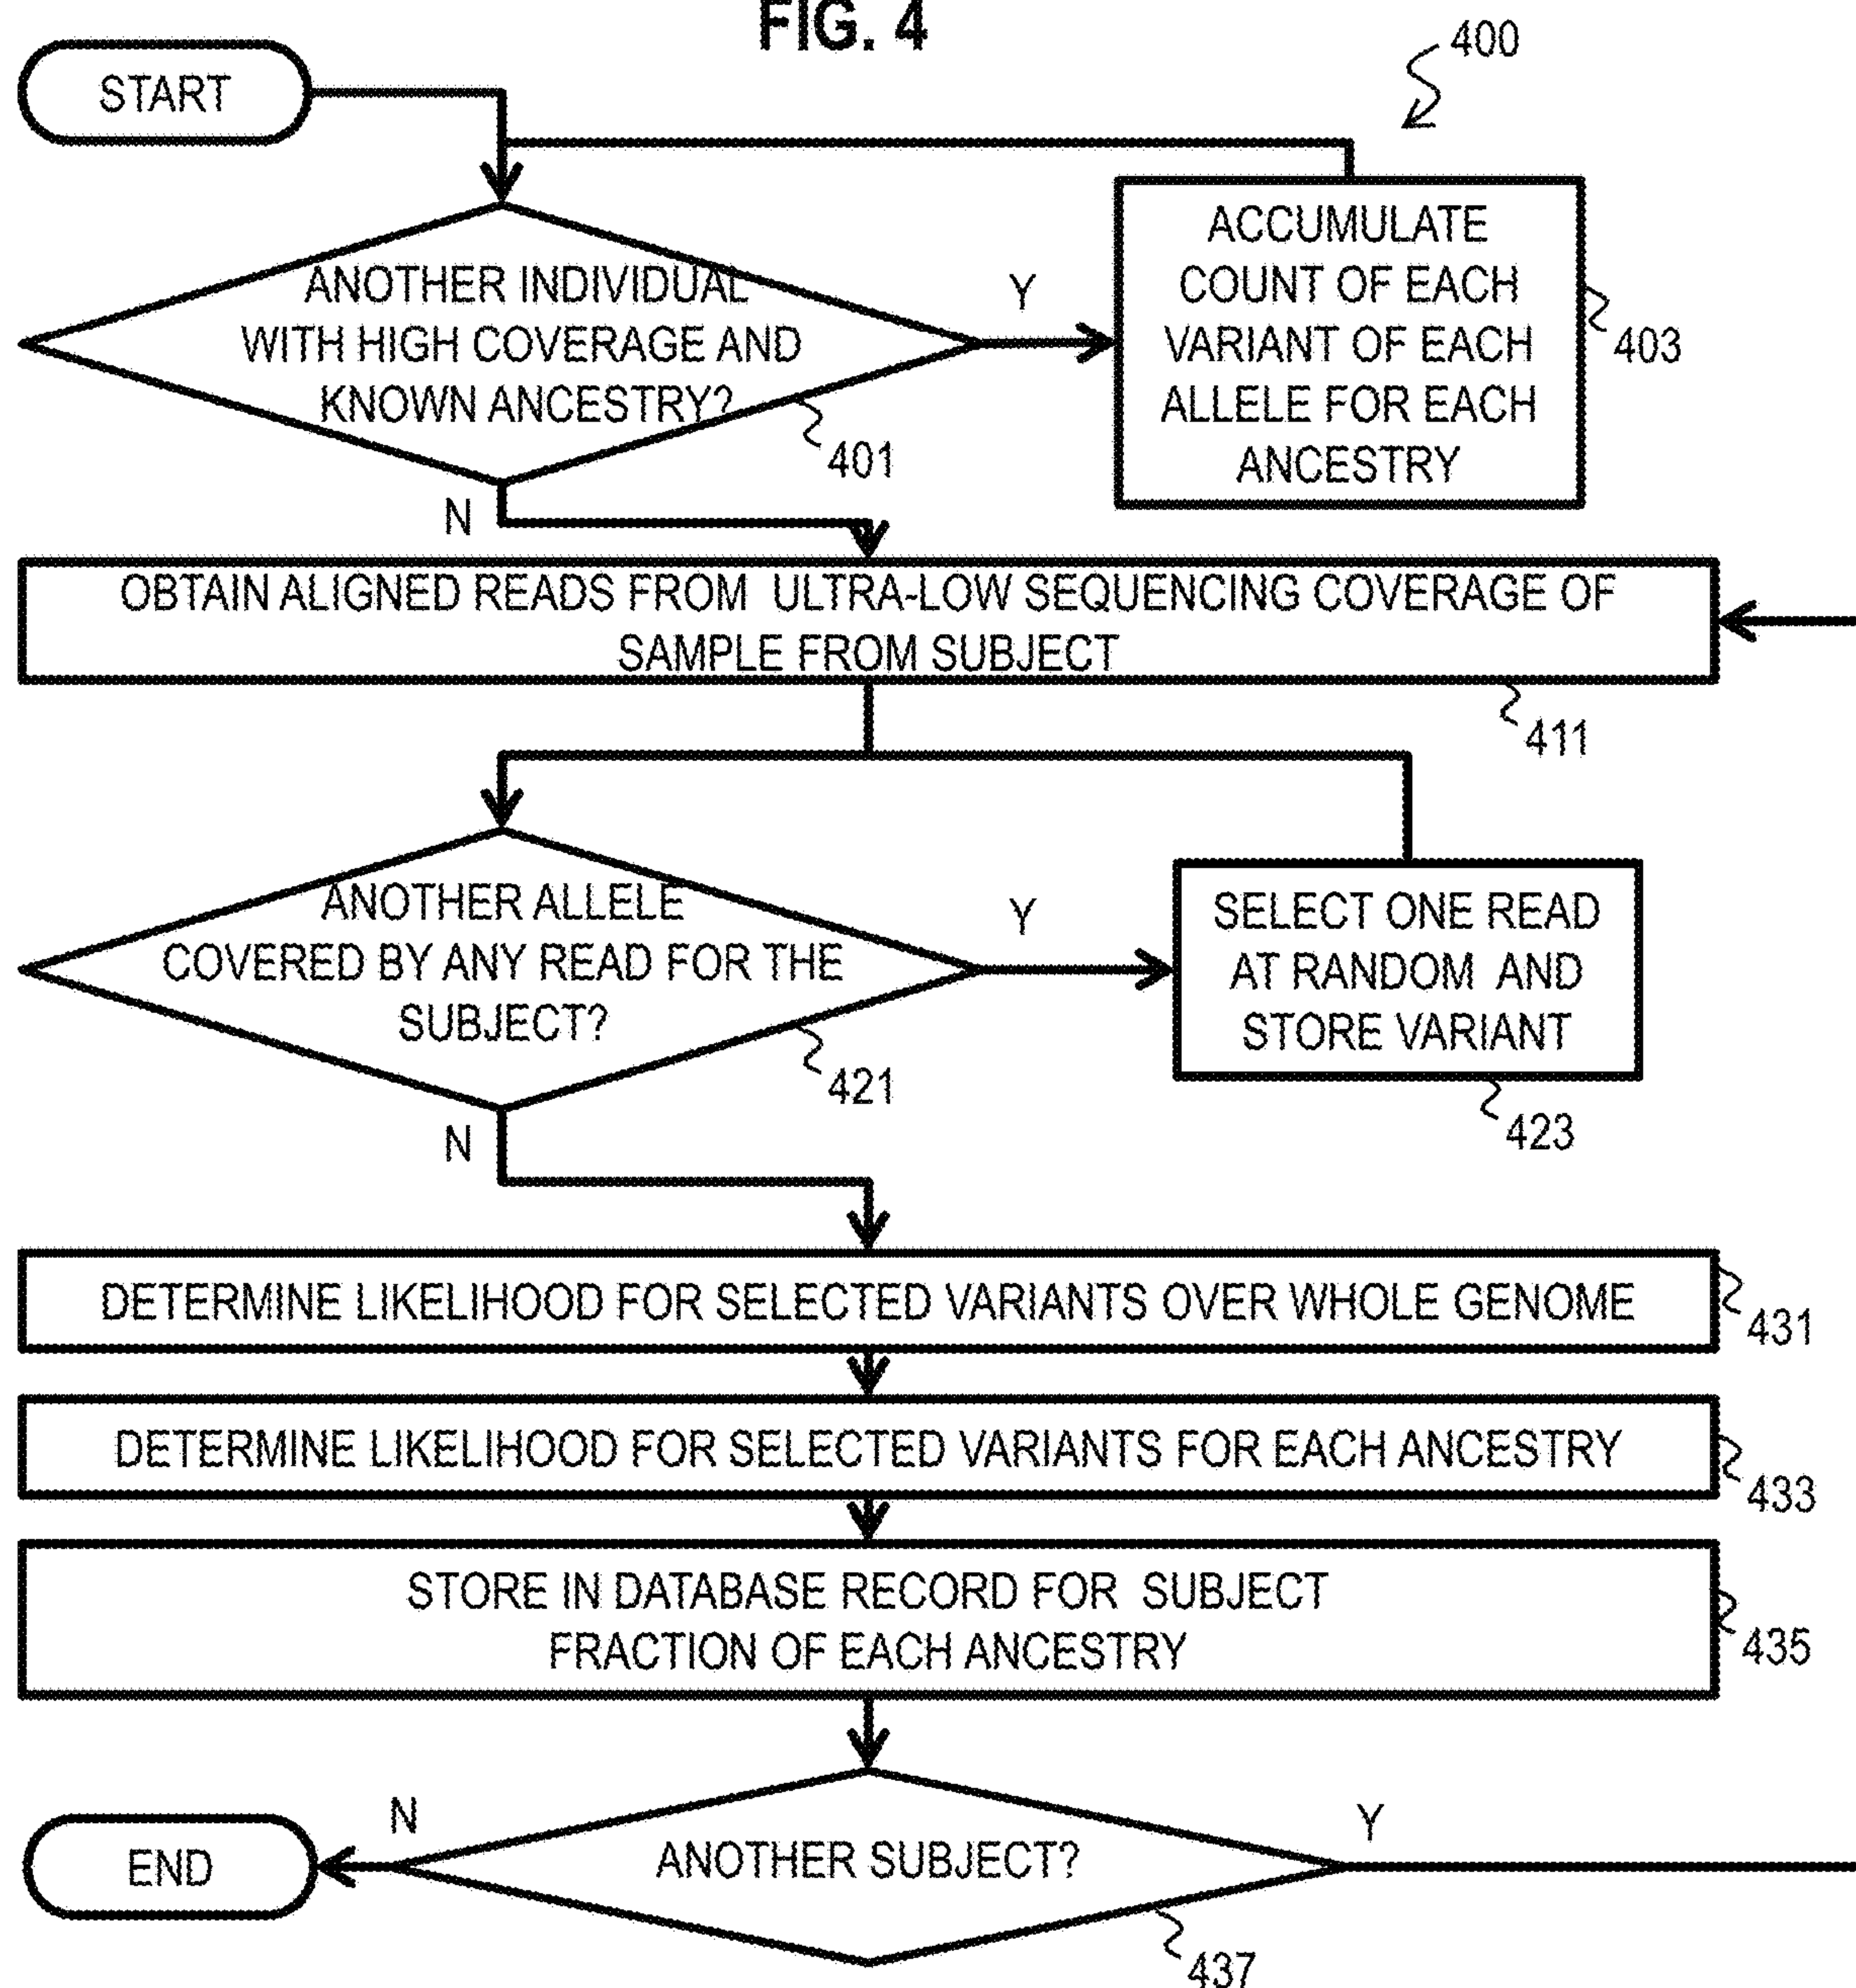 FIG. 4
400
START
ANOTHER INDIVIDUAL
WITH HIGH COVERAGE AND
KNOWN ANCESTRY?
401
Y
N
ACCUMULATE
COUNT OF EACH
VARIANT OF EACH
ALLELE FOR EACH
ANCESTRY
403
OBTAIN ALIGNED READS FROM ULTRA-LOW SEQUENCING COVERAGE OF
SAMPLE FROM SUBJECT
411
ANOTHER ALLELE
COVERED BY ANY READ FOR THE
SUBJECT?
421
Y
N
SELECT ONE READ
AT RANDOM AND
STORE VARIANT
423
DETERMINE LIKELIHOOD FOR SELECTED VARIANTS OVER WHOLE GENOME
431
DETERMINE LIKELIHOOD FOR SELECTED VARIANTS FOR EACH ANCESTRY
433
STORE IN DATABASE RECORD FOR SUBJECT
FRACTION OF EACH ANCESTRY
435
ANOTHER SUBJECT?
437
N
Y
END